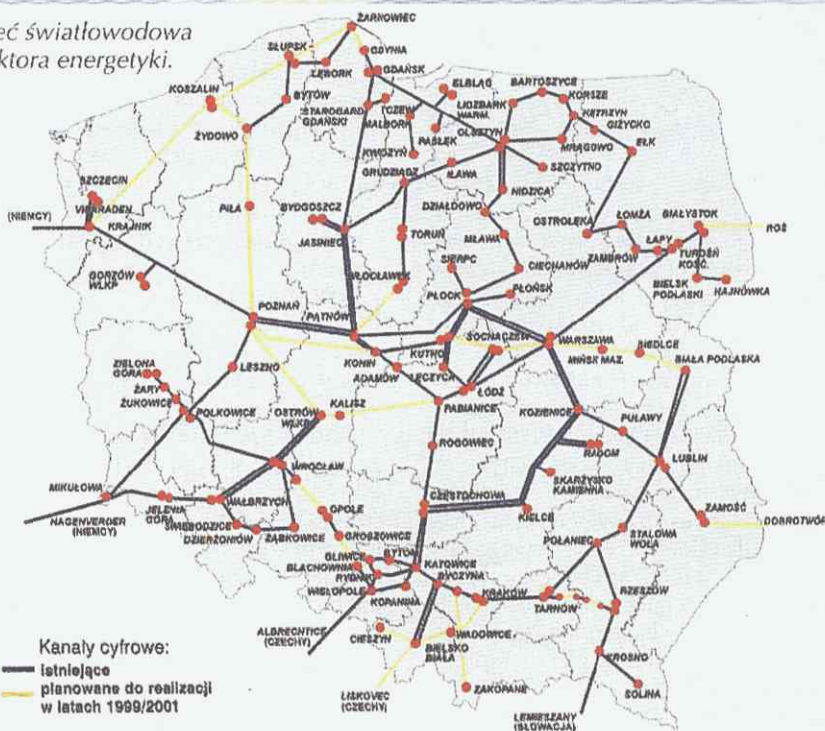 eć światłowodowa
ktora energetyki.
ŻARNOWIEC
SŁUPSK
GDYNIA
LĘBORK
GDAŃSK
KOSZALIN
BYTÓW
ELBLĄG
BARTOSZYCE
LIDZBARK
WARM.
KORSZE
STAROGARD
GDAŃSKI
TCZEW
MALBORK
KĘTRZYN
GIŻYCKO
ŻYDOWO
PASŁĘK
OLSZTYN
MRĄGOWO
EŁK
KWIDZYŃ
SZCZECIN
GRUDZIĄDZ
IŁAWA
SZCZYTNO
VIERRADEN
NIDZICA
(NIEMCY)
KRAJNIK
PIŁA
BYDGOSZCZ
DZIAŁDOWO
OSTROŁĘKA
ŁOMŻA
BIAŁYSTOK
ROŚ
JASINIEC
TORUŃ
MŁAWA
ZAMBRÓW
ŁAPY
TUROŚŃ
KOŚC.
GORZÓW
WLKP
WŁOCŁAWEK
SIERPC
CIECHANÓW
BIELSK
PODLASKI
HAJNÓWKA
PŁOCK
PŁOŃSK
POZNAŃ
PĄTNÓW
SOCHACZEW
WARSZAWA
SIEDLCE
KUTNO
MIŃSK MAZ.
BIAŁA PODLASKA
KONIN
LESZNO
ADAMÓW
ŁĘCZYCA
ZIELONA
GÓRA
ŁÓDŹ
ŻARY
KALISZ
PABIANICE
KOZIENICE
ŻUKOWICE
POLKOWICE
OSTRÓW
WLKP
PUŁAWY
ROGOWIEC
RADOM
LUBLIN
WROCŁAW
SKARŻYSKO
KAMIENNA
MIKUŁOWA
CZĘSTOCHOWA
WAŁBRZYCH
JELENIA
GÓRA
OPOLE
KIELCE
ZAMOŚĆ
HAGENVERDER
(NIEMCY)
ŚWIEBODZICE
DZIERŻONIÓW
ZĄBKOWICE
GROSZOWICE
POŁANIEC
STALOWA
WOLA
DOBROTWÓR
GLIWICE
BYTOM
BLACHOWNIA
KATOWICE
RYBNIK
BYCZYNA
WIELOPOLE
KOPANINA
KRAKÓW
TARNÓW
RZESZÓW
ALBRECHTICE
(CZECHY)
CIESZYN
WADOWICE
BIELSKO
BIAŁA
KROSNO
ZAKOPANE
SOLINA
LISKOVEC
(CZECHY)
LEMIESZANY
(SŁOWACJA)
Kanały cyfrowe:
istniejące
planowane do realizacji
w latach 1999/2001